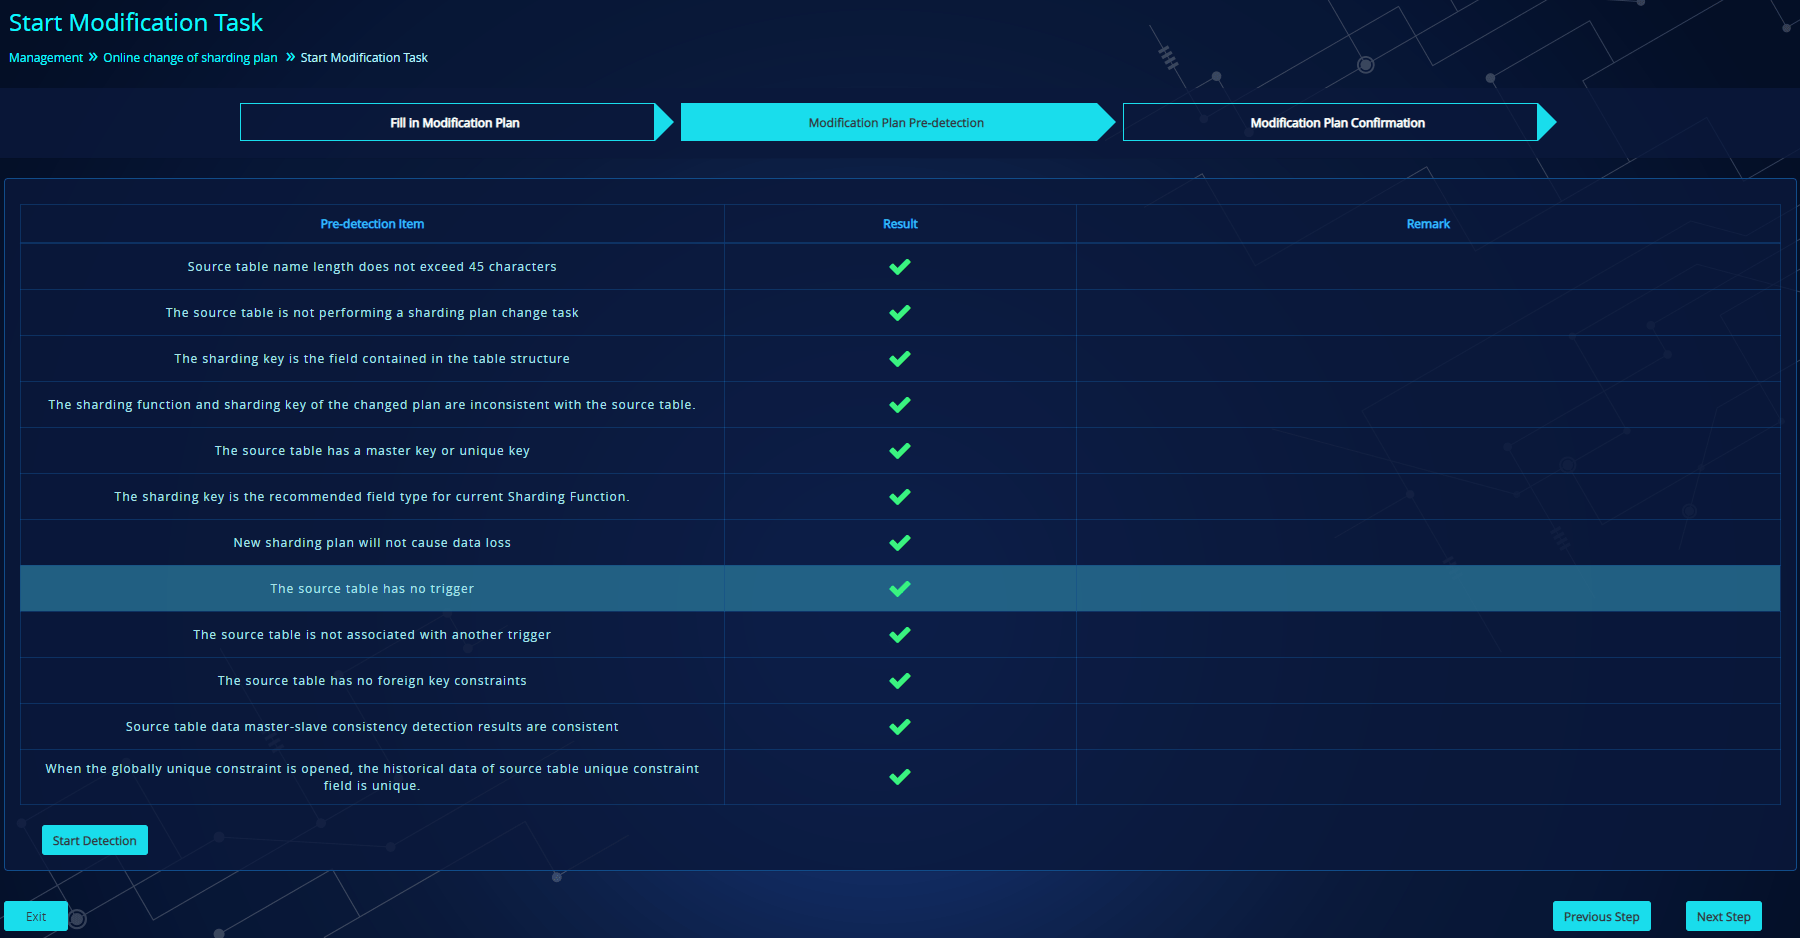 Start Modification Task
Management » Online change of sharding plan » Start Modification Task
Fill in Modification Plan
Modification Plan Pre-detection
Modification Plan Confirmation
Pre-detection Item Result Remark
Source table name length does not exceed 45 characters
The source table is not performing a sharding plan change task
The sharding key is the field contained in the table structure
The sharding function and sharding key of the changed plan are inconsistent with the source table.
The source table has a master key or unique key
The sharding key is the recommended field type for current Sharding Function.
New sharding plan will not cause data loss
The source table has no trigger
The source table is not associated with another trigger
The source table has no foreign key constraints
Source table data master-slave consistency detection results are consistent
When the globally unique constraint is opened, the historical data of source table unique constraint
field is unique.
Start Detection
Exit
Previous Step
Next Step